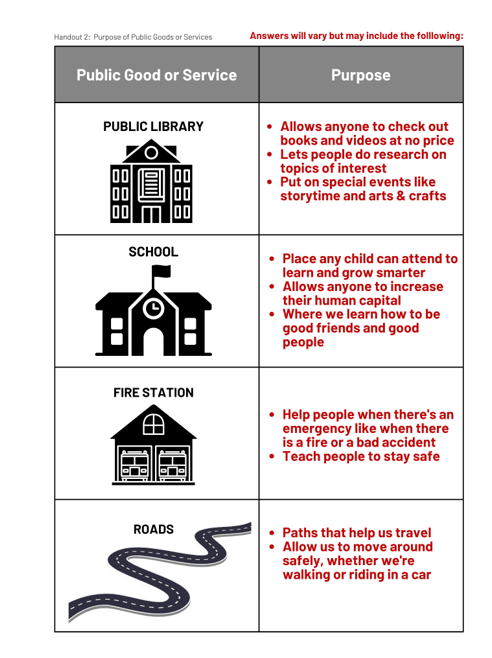 Handout 2: Purpose of Public Goods or Services
Answers will vary but may include the folllowing:
Public Good or Service
Purpose
PUBLIC LIBRARY
• Allows anyone to check out
books and videos at no price
• Lets people do research on
topics of interest
• Put on special events like
storytime and arts & crafts
SCHOOL
• Place any child can attend to
learn and grow smarter
• Allows anyone to increase
their human capital
• Where we learn how to be
good friends and good
people
FIRE STATION
• Help people when there's an
emergency like when there
is a fire or a bad accident
• Teach people to stay safe
ROADS
• Paths that help us travel
• Allow us to move around
safely, whether we're
walking or riding in a car